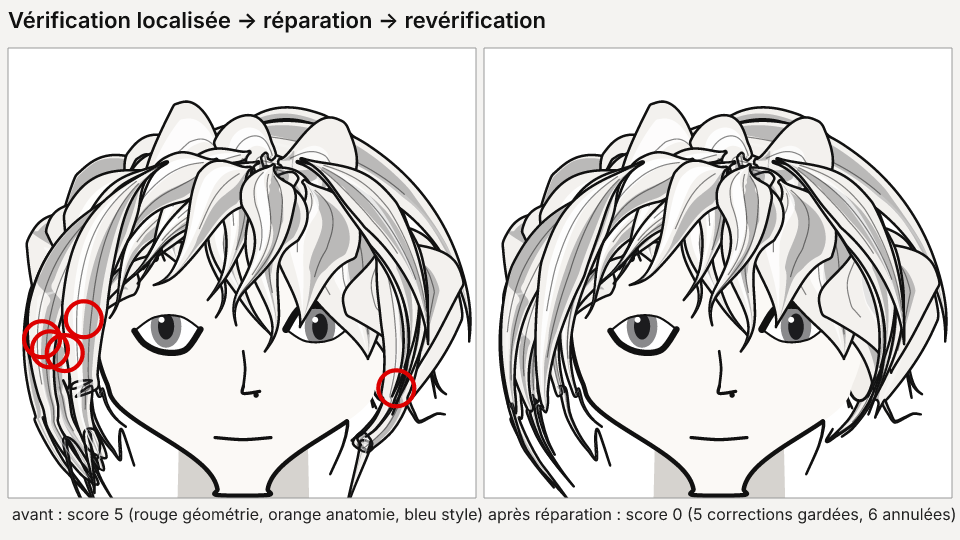 Vérification localisée → réparation → revérification
avant : score 5 (rouge géométrie, orange anatomie, bleu style)
après réparation : score 0 (5 corrections gardées, 6 annulées)